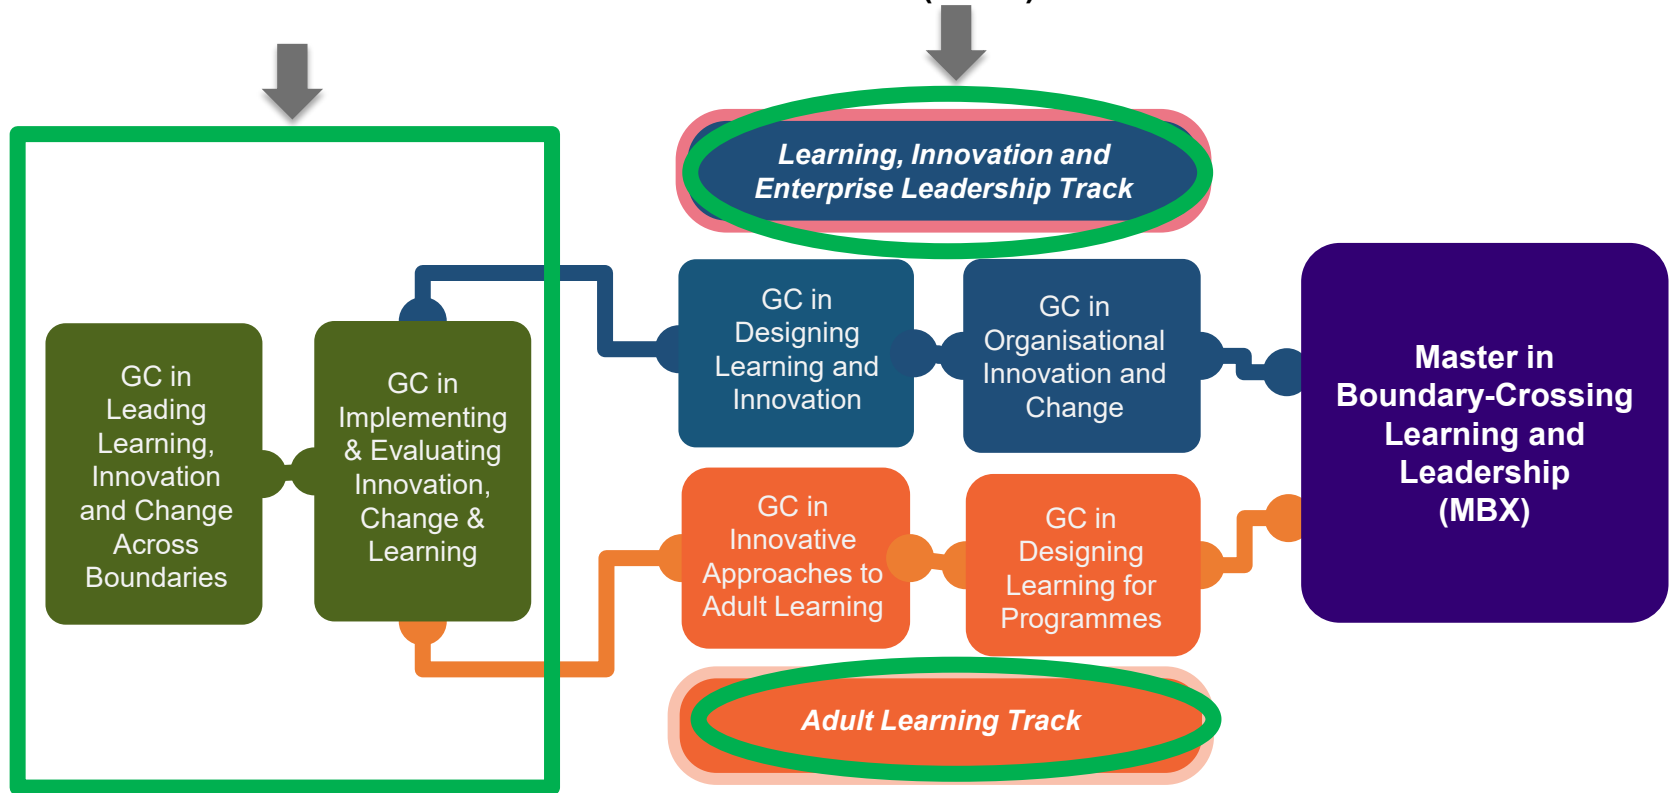 Learning, Innovation and
Enterprise Leadership Track
GC in
Leading
Learning,
Innovation
and Change
Across
Boundaries
GC in
Implementing
& Evaluating
Innovation,
Change &
Learning
GC in
Designing
Learning and
Innovation
GC in
Organisational
Innovation and
Change
GC in
Innovative
Approaches to
Adult Learning
GC in
Designing
Learning for
Programmes
Master in
Boundary-Crossing
Learning and
Leadership
(MBX)
Adult Learning Track